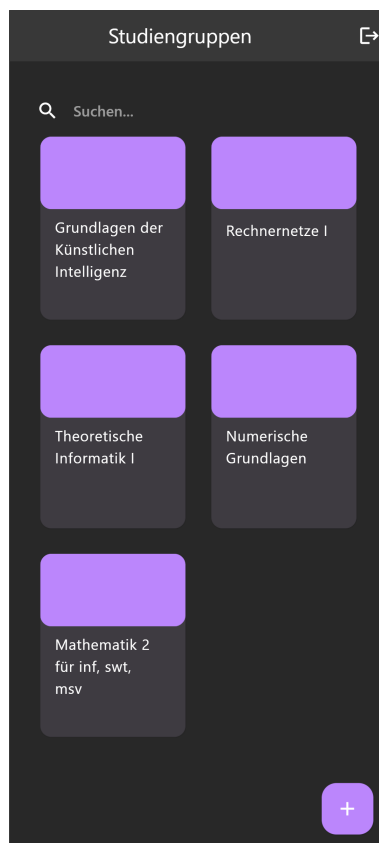 Studiengruppen
Suchen...
Grundlagen der
Künstlichen
Intelligenz
Rechnernetze I
Theoretische
Informatik I
Numerische
Grundlagen
Mathematik 2
für inf, swt,
msv
+